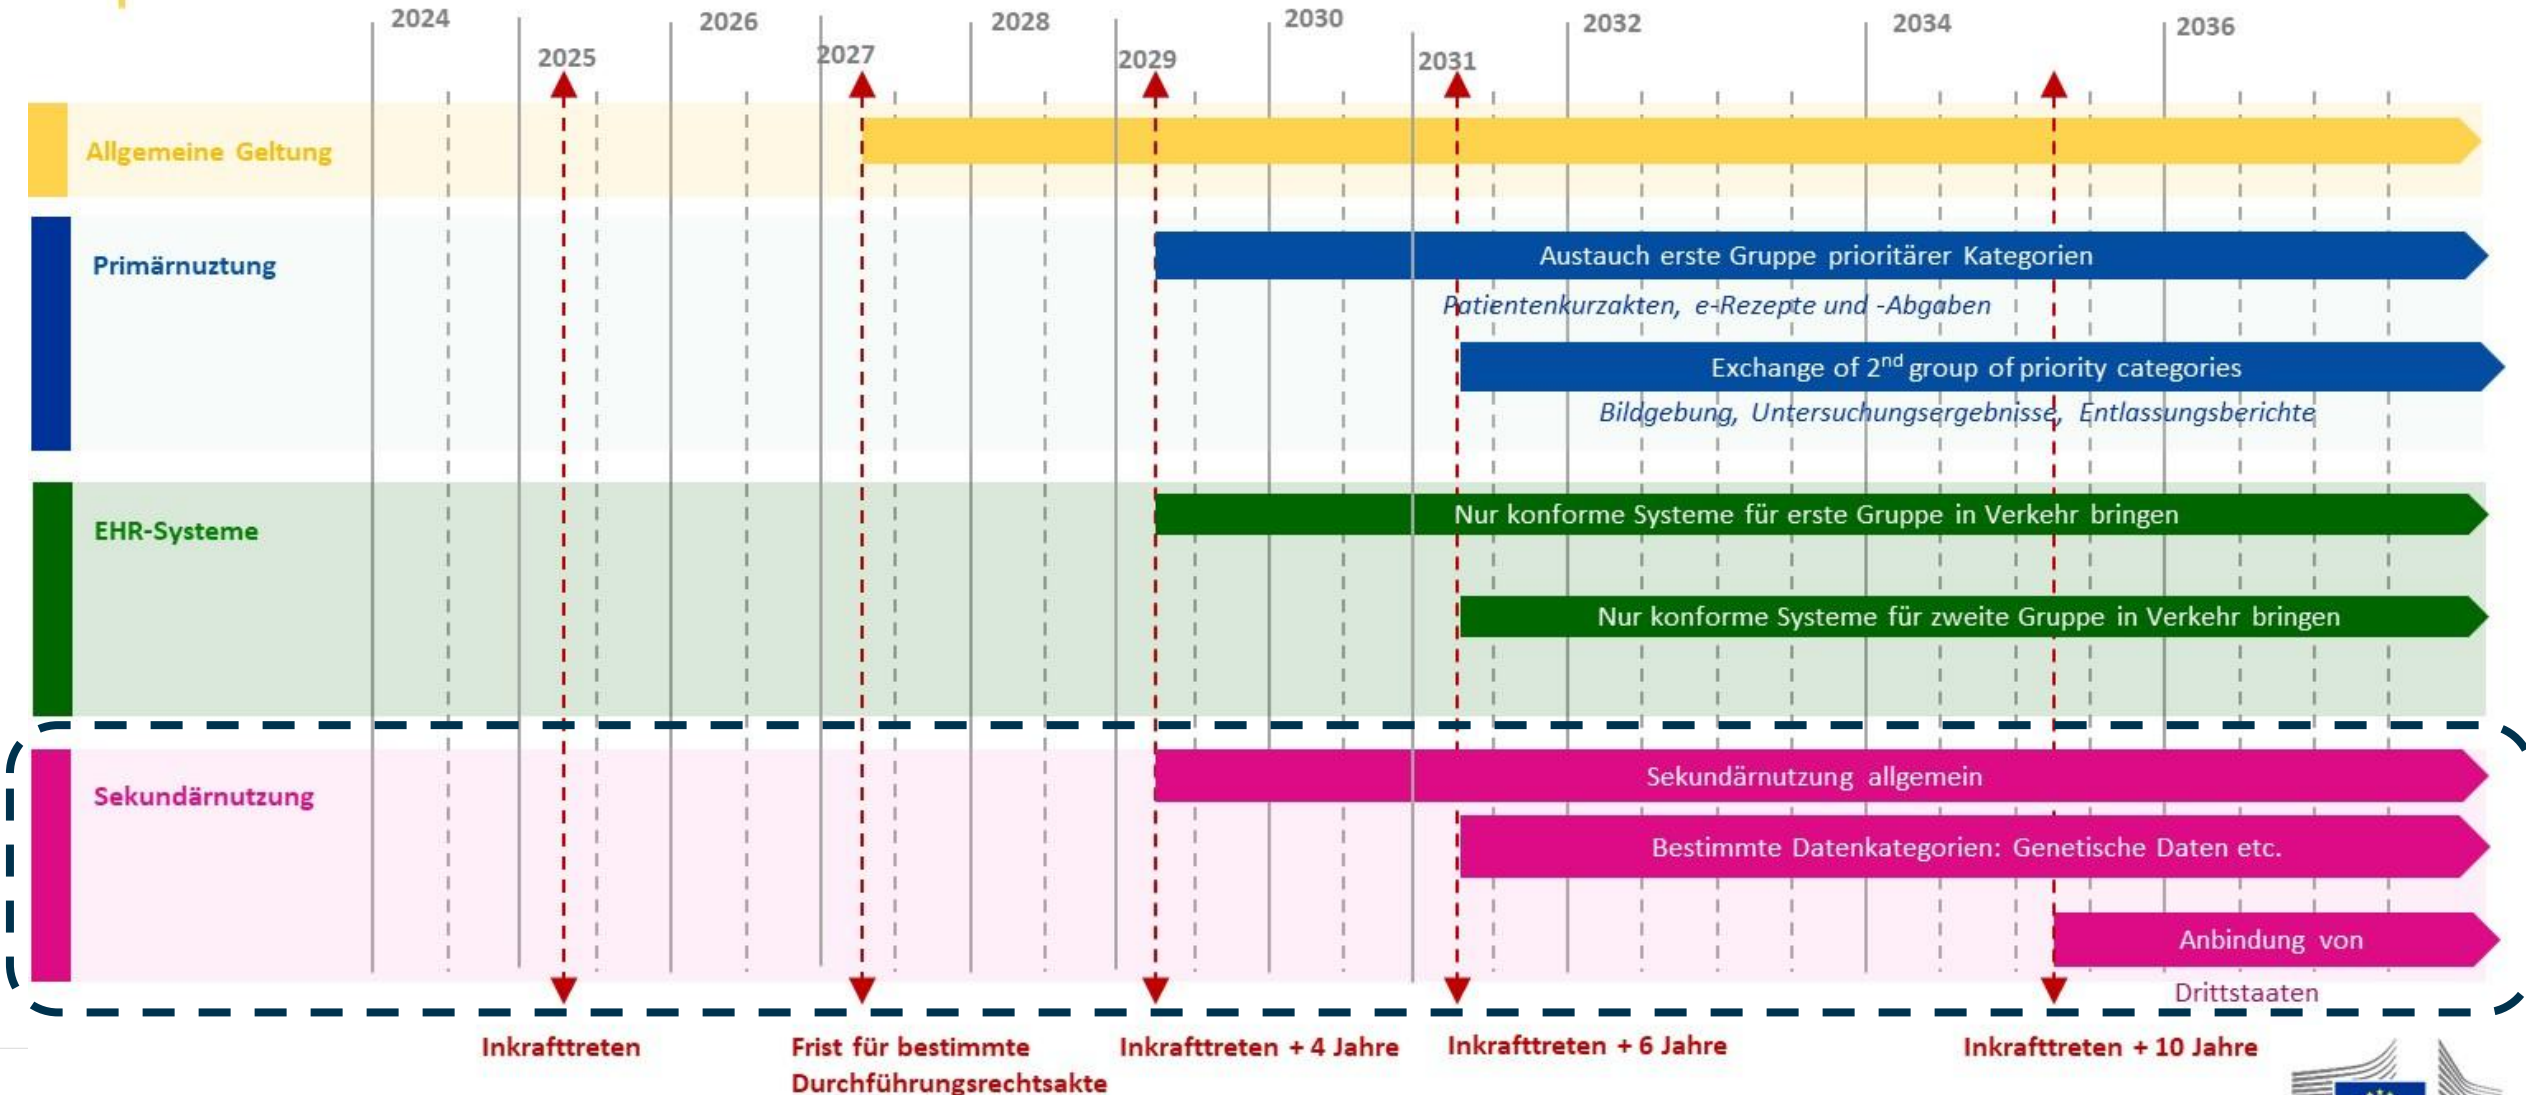 2024
2026
2028
2030
2032
2034
2036
2025
2027
2029
2031
Allgemeine Geltung
Primärnuztung
Austauch erste Gruppe prioritärer Kategorien
Patientenkurzakten, e-Rezepte und -Abgaben
Exchange of 2nd group of priority categories
Bildgebung, Untersuchungsergebnisse, Entlassungsberichte
EHR-Systeme
Nur konforme Systeme für erste Gruppe in Verkehr bringen
Nur konforme Systeme für zweite Gruppe in Verkehr bringen
Sekundärnutzung
Sekundärnutzung allgemein
Bestimmte Datenkategorien: Genetische Daten etc.
Anbindung von
Drittstaaten
Inkrafttreten
Frist für bestimmte
Durchführungsrechtsakte
Inkrafttreten + 4 Jahre
Inkrafttreten + 6 Jahre
Inkrafttreten + 10 Jahre